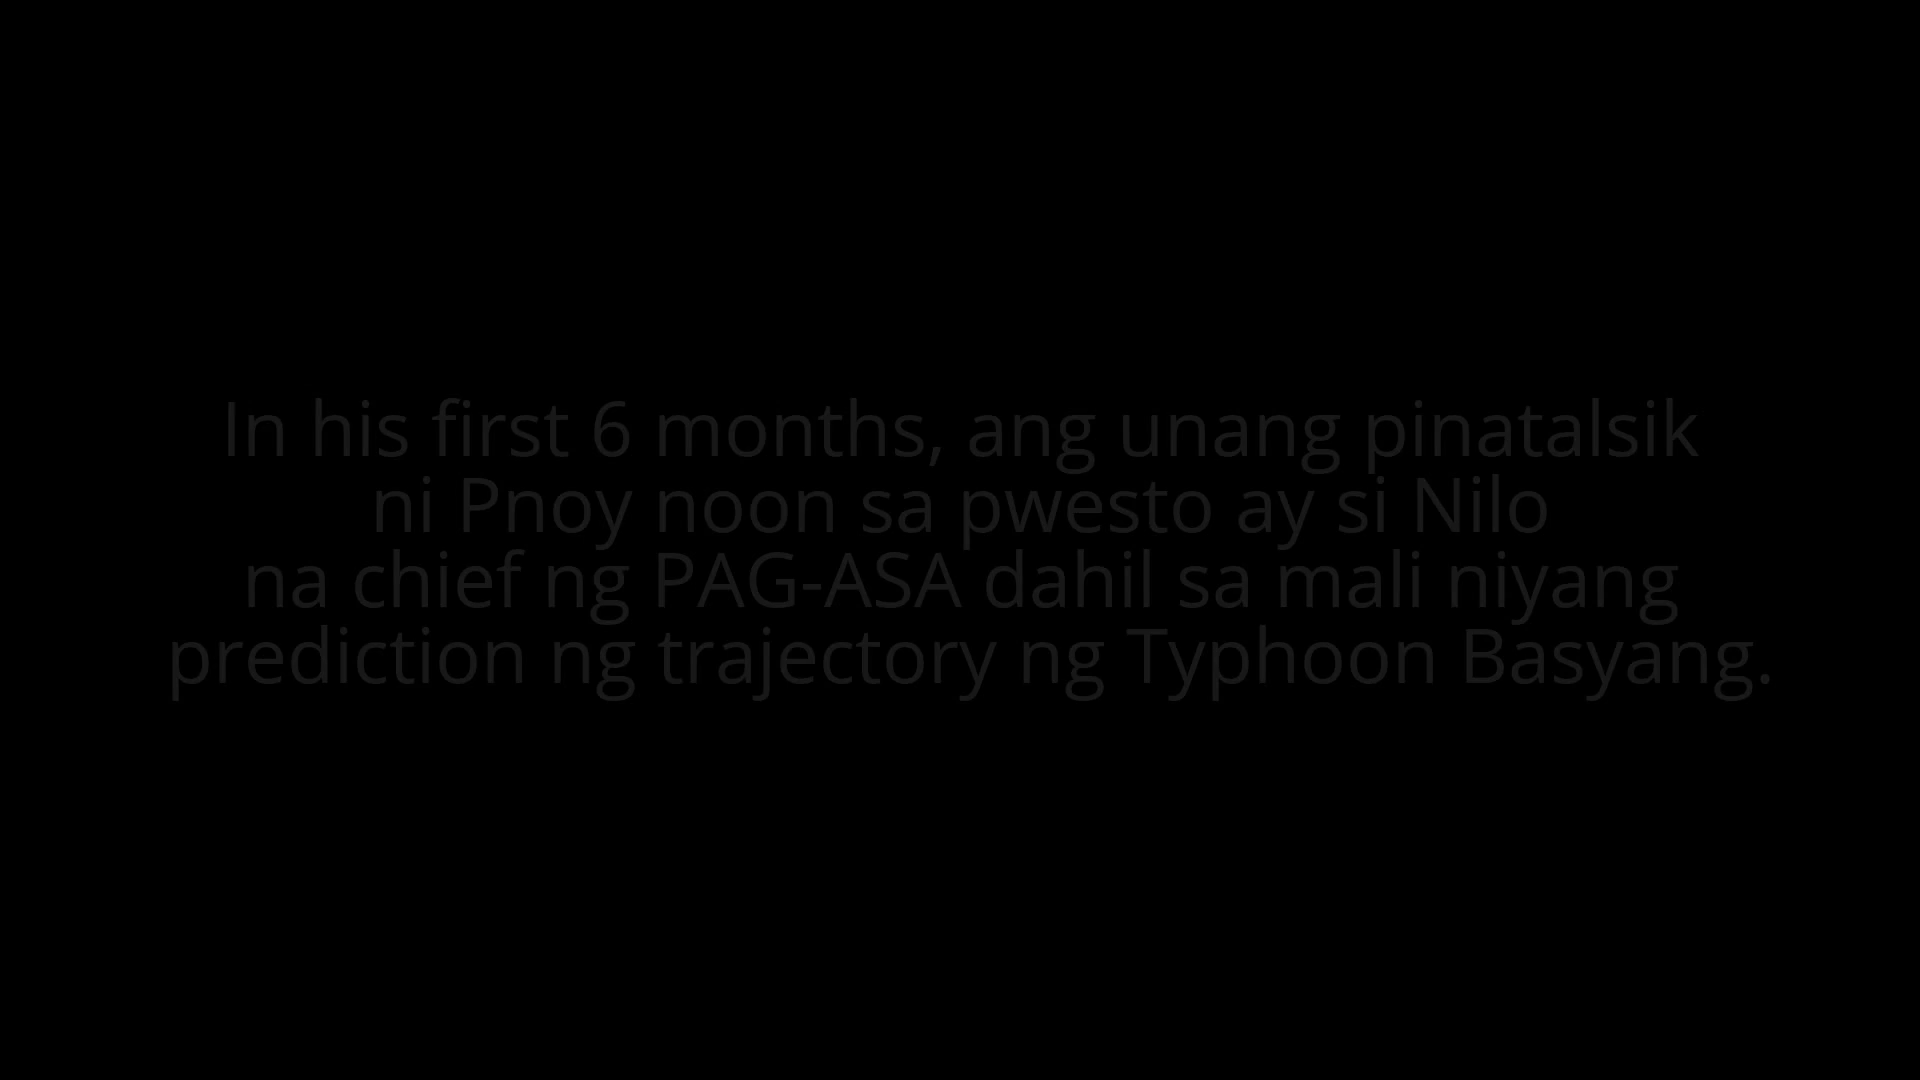 In his first 6 months, ang unang pinatalsik
ni Pnoy noon sa pwesto ay si Nilo
na chief ng PAG-ASA dahil sa mali niyang
prediction ng trajectory ng Typhoon Basyang.